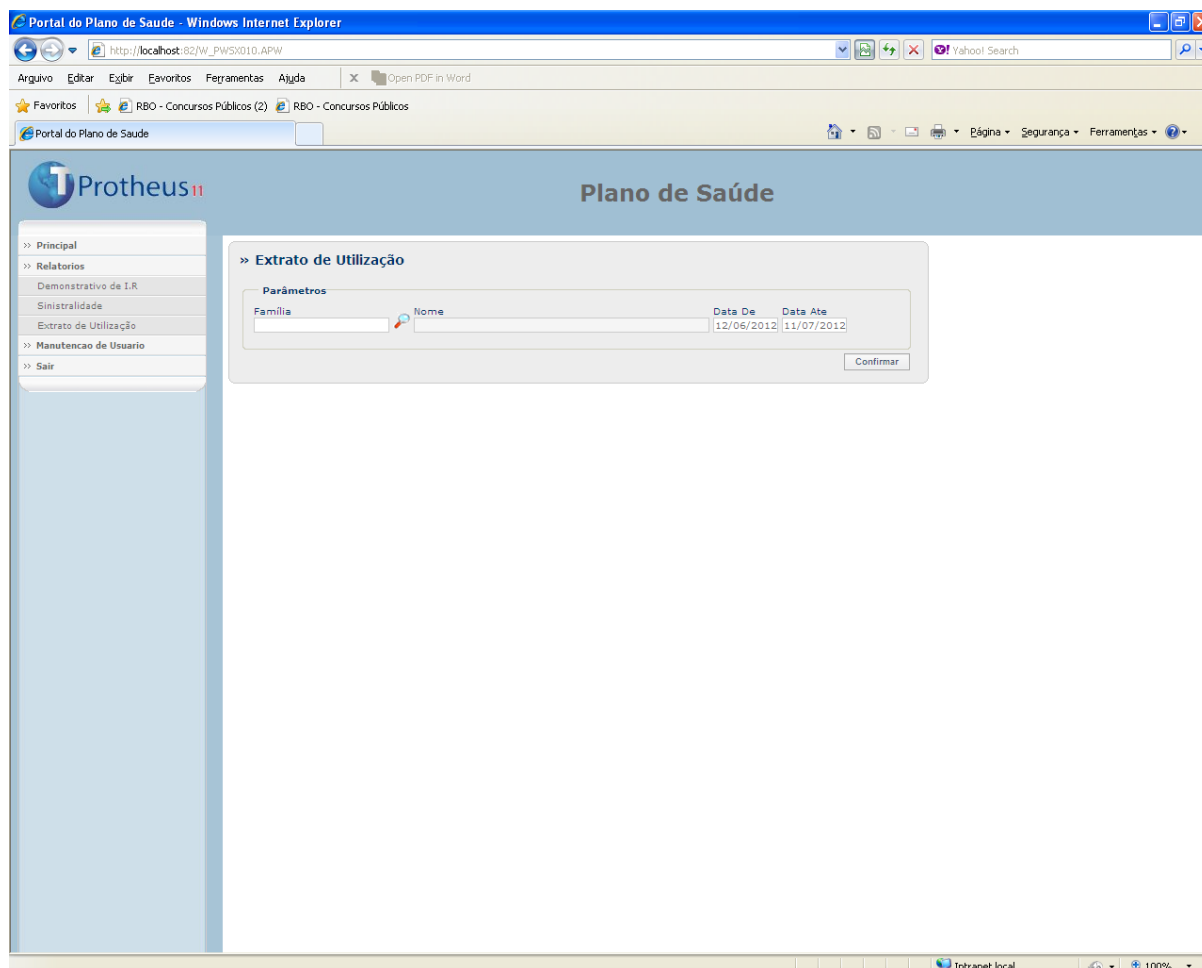 Portal do Plano de Saude - Windows Internet Explorer
http://localhost:82/W_PWSX010.APW
Yahoo! Search
Arquivo Editar Exibir Favoritos Ferramentas Ajuda x Open PDF in Word
Favoritos RBO - Concursos Públicos (2) RBO - Concursos Públicos
Portal do Plano de Saude
Página Segurança Ferramentas
Protheus 11
Plano de Saúde
>> Principal
>> Relatorios
Demonstrativo de I.R
Sinistralidade
Extrato de Utilização
>> Manutencao de Usuario
>> Sair
» Extrato de Utilização
Parâmetros
Família Nome Data De Data Ate
12/06/2012 11/07/2012
Confirmar
Intranet local 100%